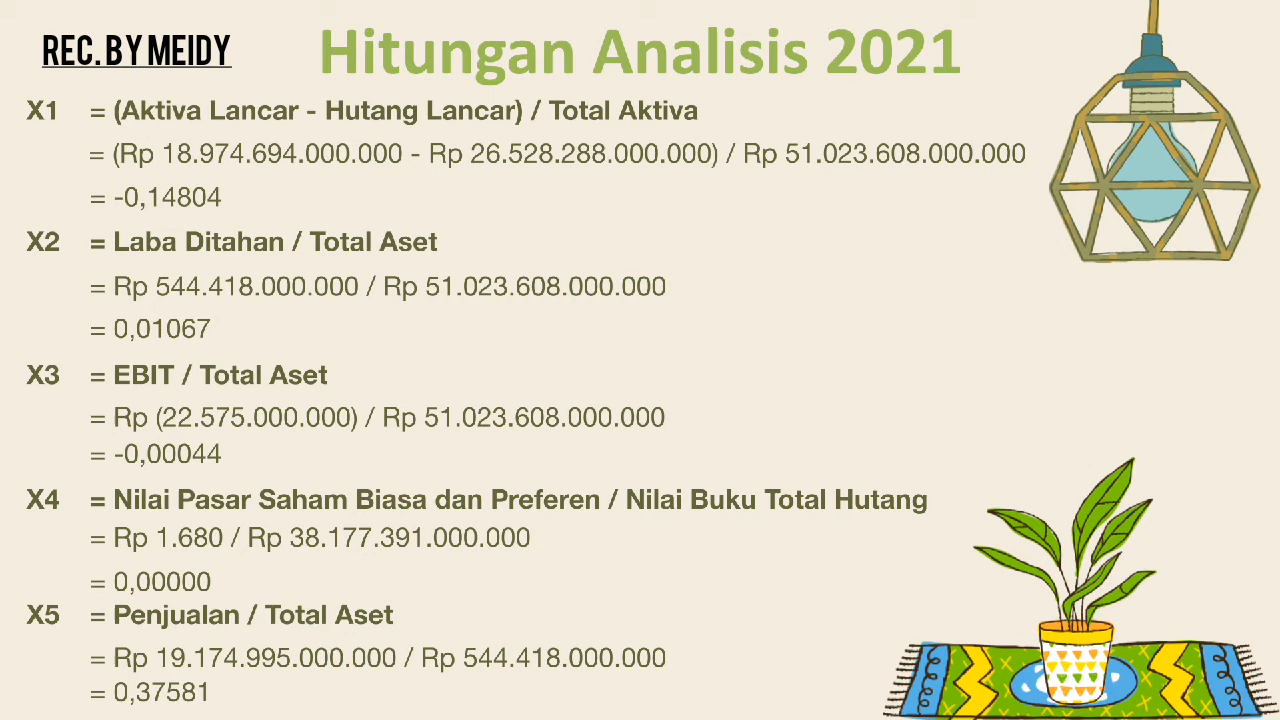 REC. BY MEIDY
Hitungan Analisis 2021
X1 = (Aktiva Lancar - Hutang Lancar) / Total Aktiva
= (Rp 18.974.694.000.000 - Rp 26.528.288.000.000) / Rp 51.023.608.000.000
= -0,14804
X2 = Laba Ditahan / Total Aset
= Rp 544.418.000.000 / Rp 51.023.608.000.000
= 0,01067
X3 = EBIT / Total Aset
= Rp (22.575.000.000) / Rp 51.023.608.000.000
= -0,00044
X4 = Nilai Pasar Saham Biasa dan Preferen / Nilai Buku Total Hutang
= Rp 1.680 / Rp 38.177.391.000.000
= 0,00000
X5 = Penjualan / Total Aset
= Rp 19.174.995.000.000 / Rp 544.418.000.000
= 0,37581